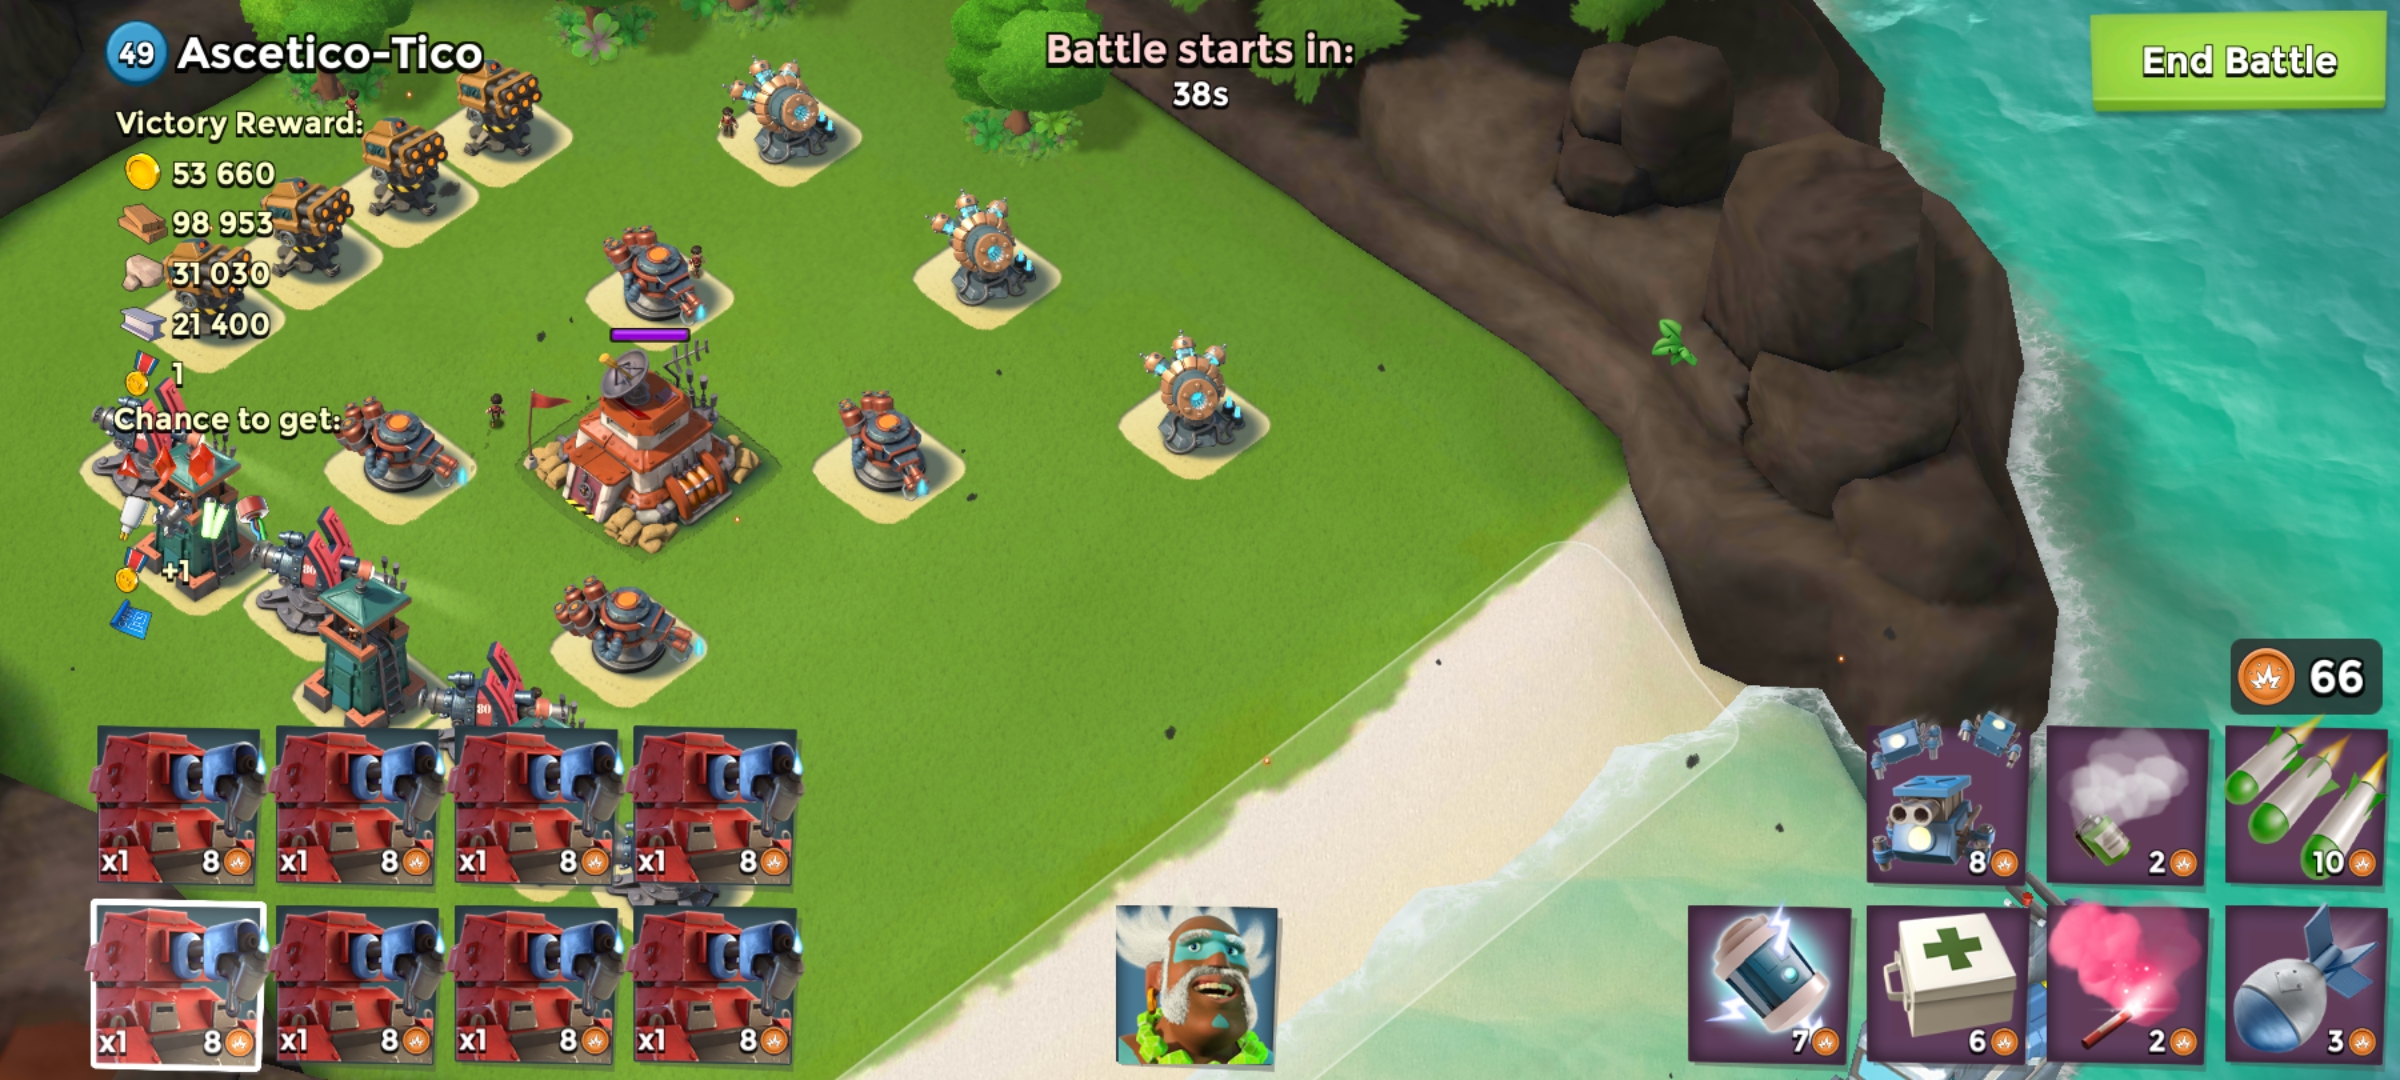 49 Ascetico-Tico
Battle starts in:
38s
End Battle
Victory Reward:
53 660
98 953
31 030
21 400
1
Chance to get:
+1
80
80
66
x1 8
x1 8
x1 8
x1 8
8
2
10
x1 8
x1 8
x1 8
x1 8
7
6
2
3